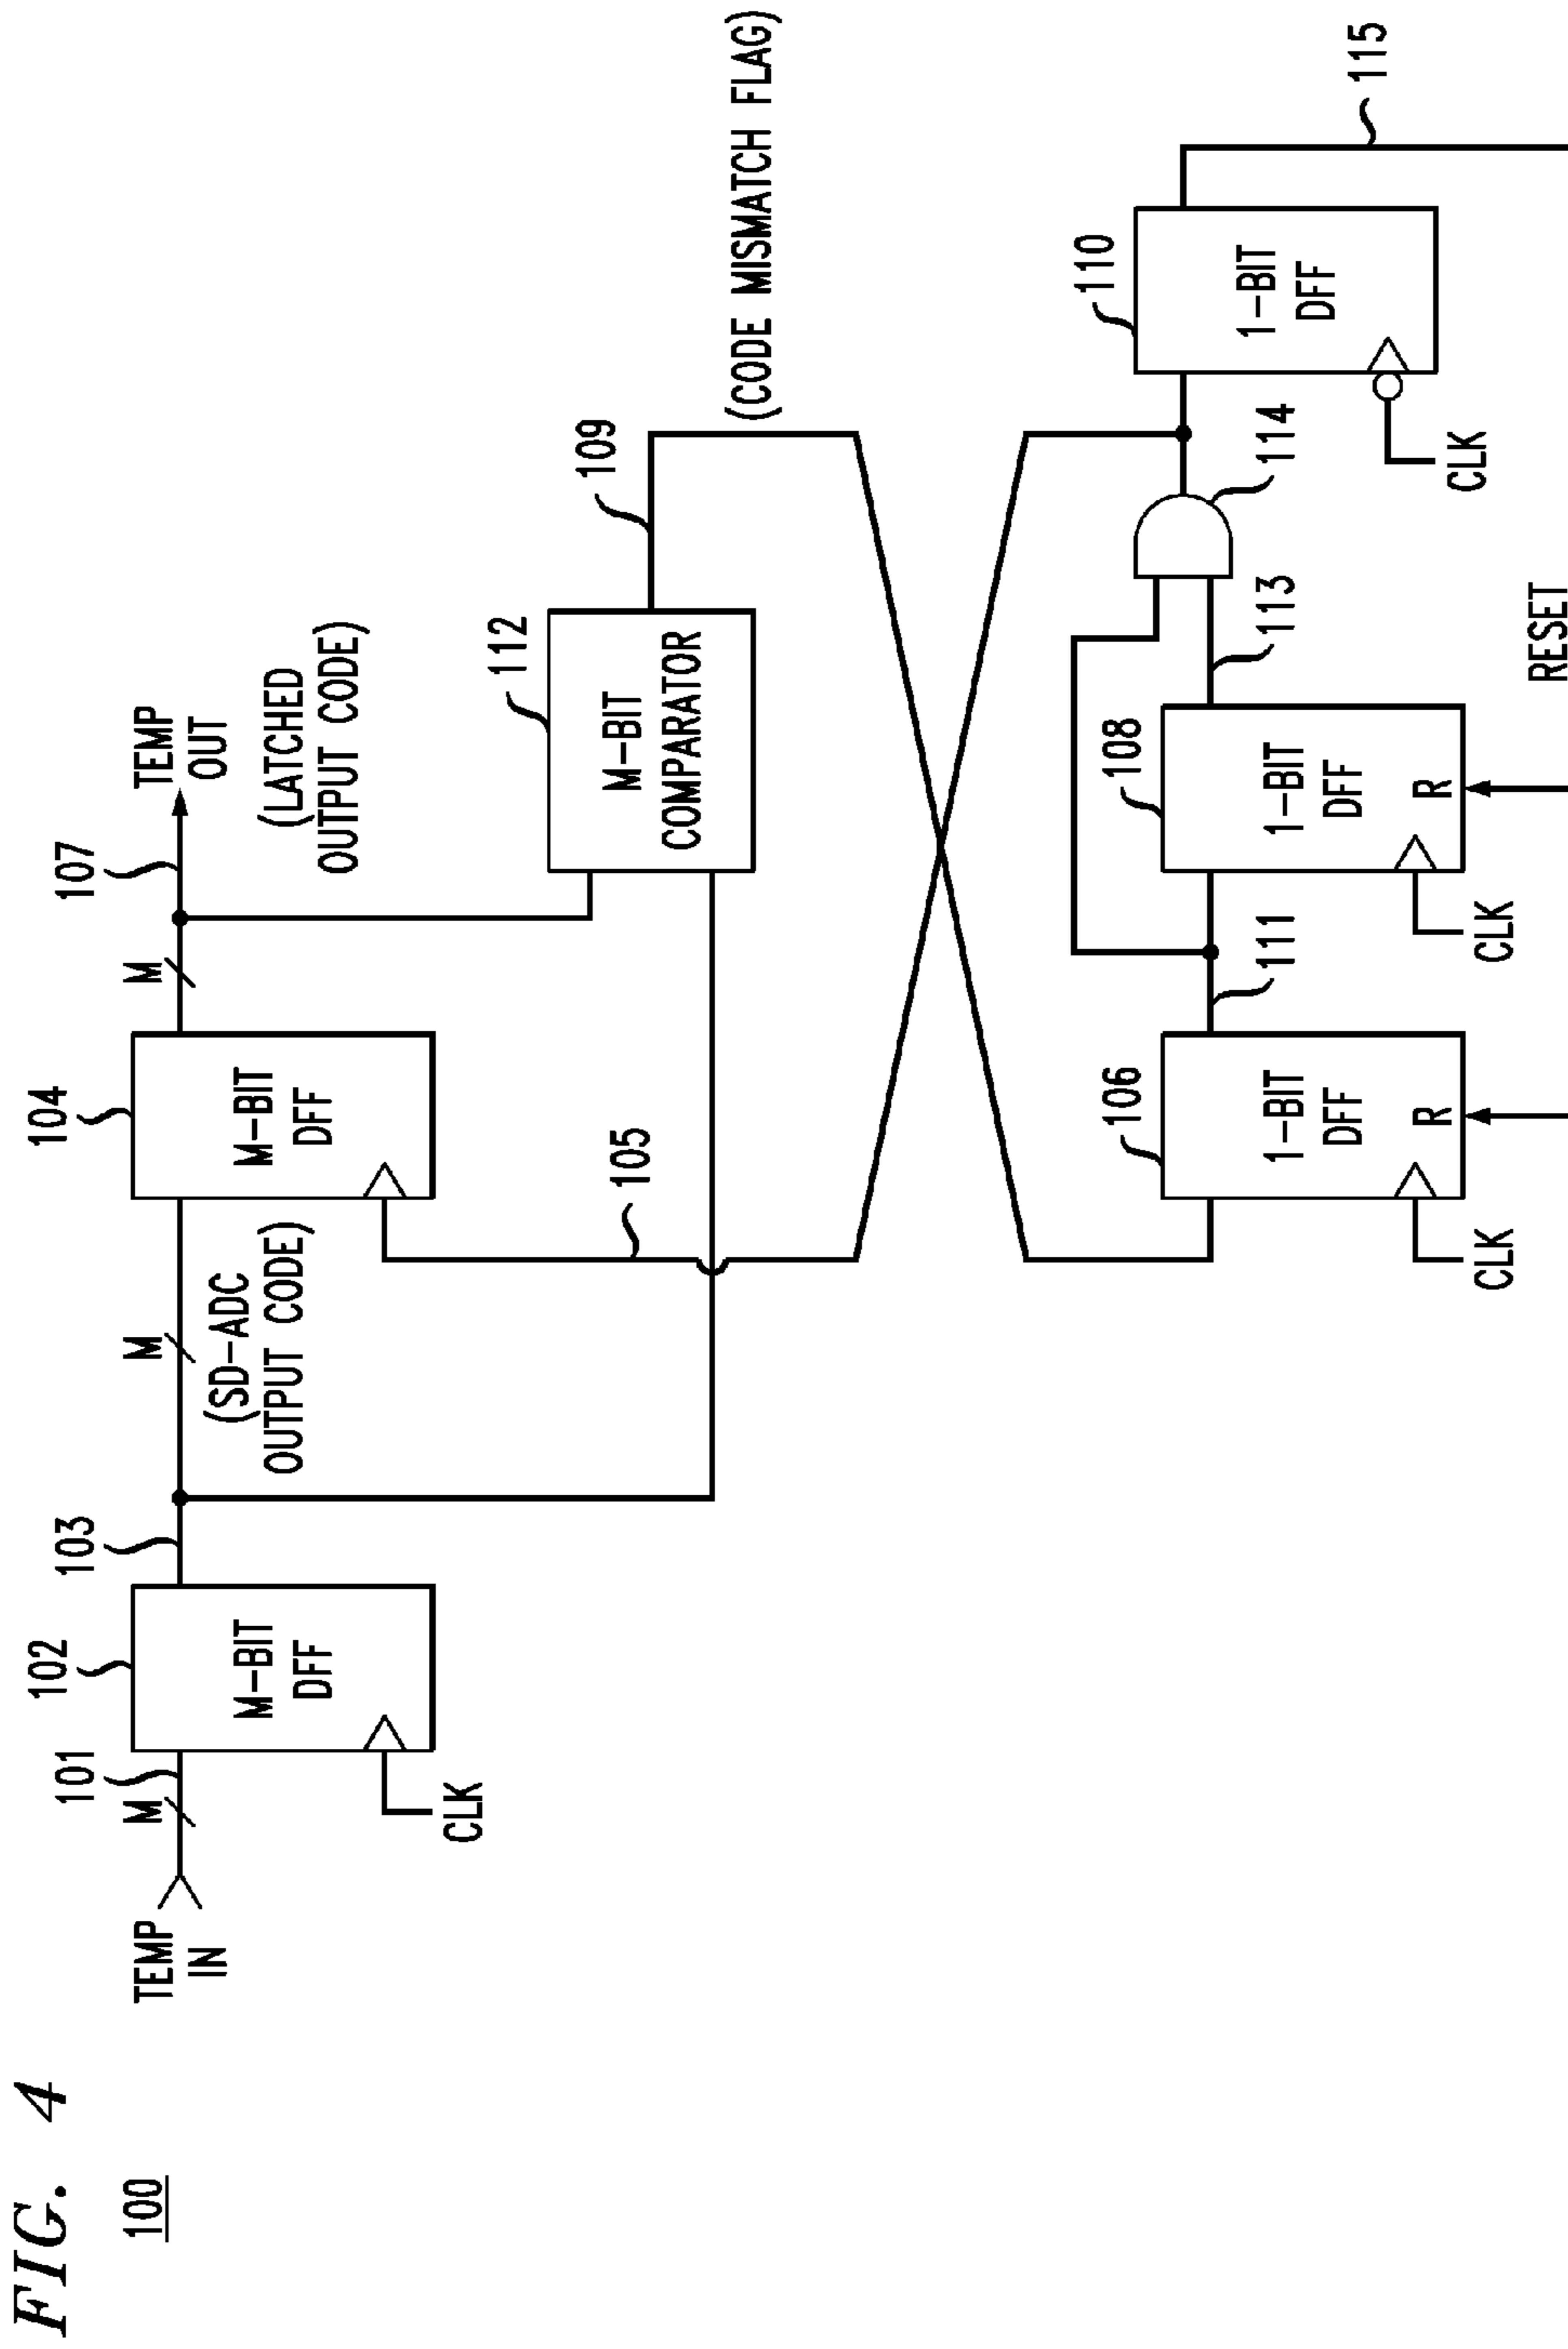 FIG. 4
100
TEMP
IN
M
101
102
M-BIT
DFF
CLK
103
M
(SD-ADC
OUTPUT CODE)
104
M-BIT
DFF
105
M
107
TEMP
OUT
(LATCHED
OUTPUT CODE)
112
M-BIT
COMPARATOR
109
(CODE MISMATCH FLAG)
106
1-BIT
DFF
R
CLK
111
108
1-BIT
DFF
R
CLK
113
114
110
1-BIT
DFF
CLK
115
RESET